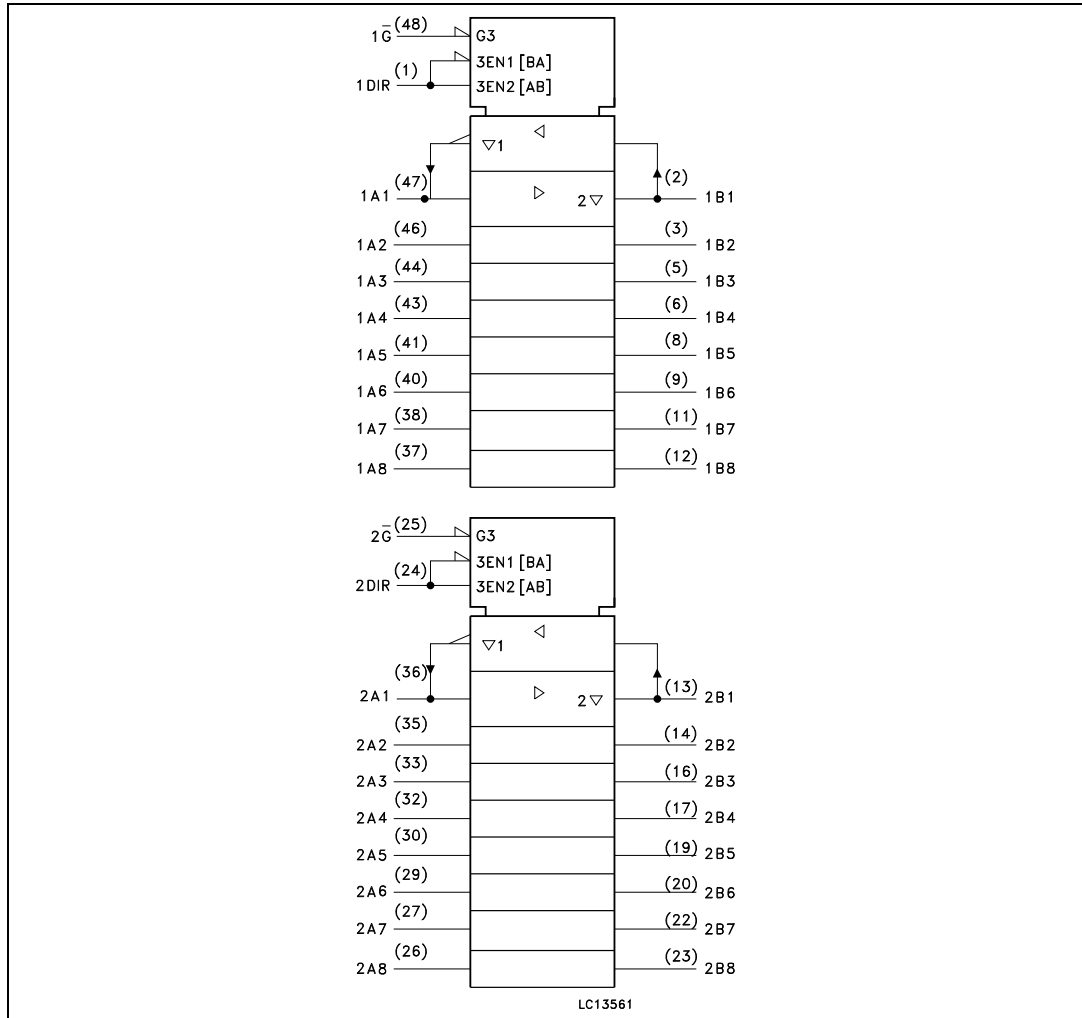 1G̅ (48) G3
3EN1 [BA]
1DIR (1) 3EN2 [AB]
▽1 ◁
1A1 (47) ▷ 2▽ (2) 1B1
1A2 (46) (3) 1B2
1A3 (44) (5) 1B3
1A4 (43) (6) 1B4
1A5 (41) (8) 1B5
1A6 (40) (9) 1B6
1A7 (38) (11) 1B7
1A8 (37) (12) 1B8
2G̅ (25) G3
3EN1 [BA]
2DIR (24) 3EN2 [AB]
▽1 ◁
2A1 (36) ▷ 2▽ (13) 2B1
2A2 (35) (14) 2B2
2A3 (33) (16) 2B3
2A4 (32) (17) 2B4
2A5 (30) (19) 2B5
2A6 (29) (20) 2B6
2A7 (27) (22) 2B7
2A8 (26) (23) 2B8
LC13561